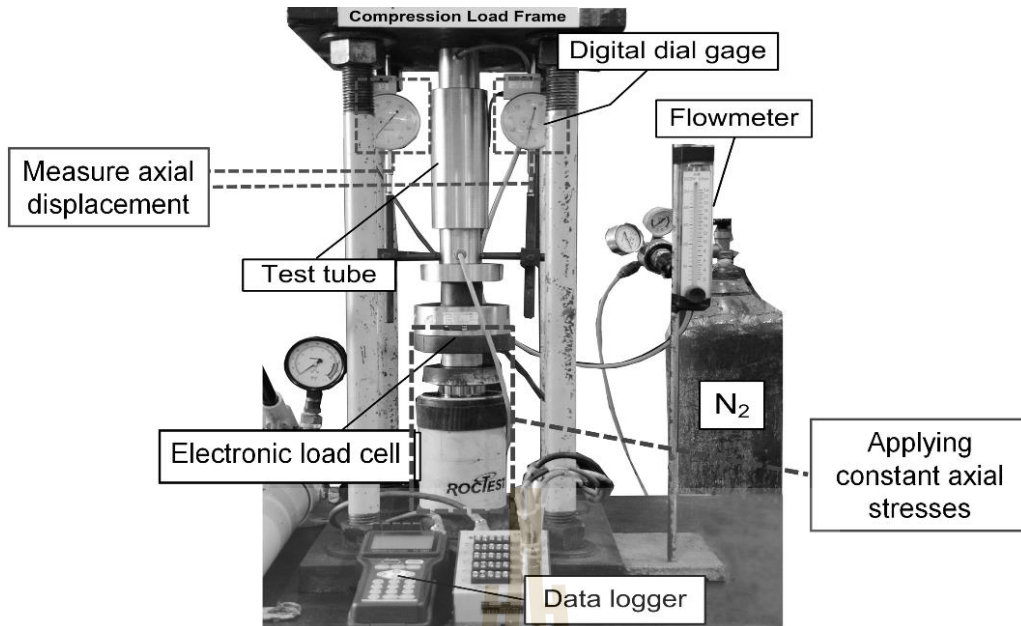 Compression Load Frame
Digital dial gage
Flowmeter
Measure axial
displacement
Test tube
N₂
Electronic load cell
Applying
constant axial
stresses
ROCTEST
Data logger